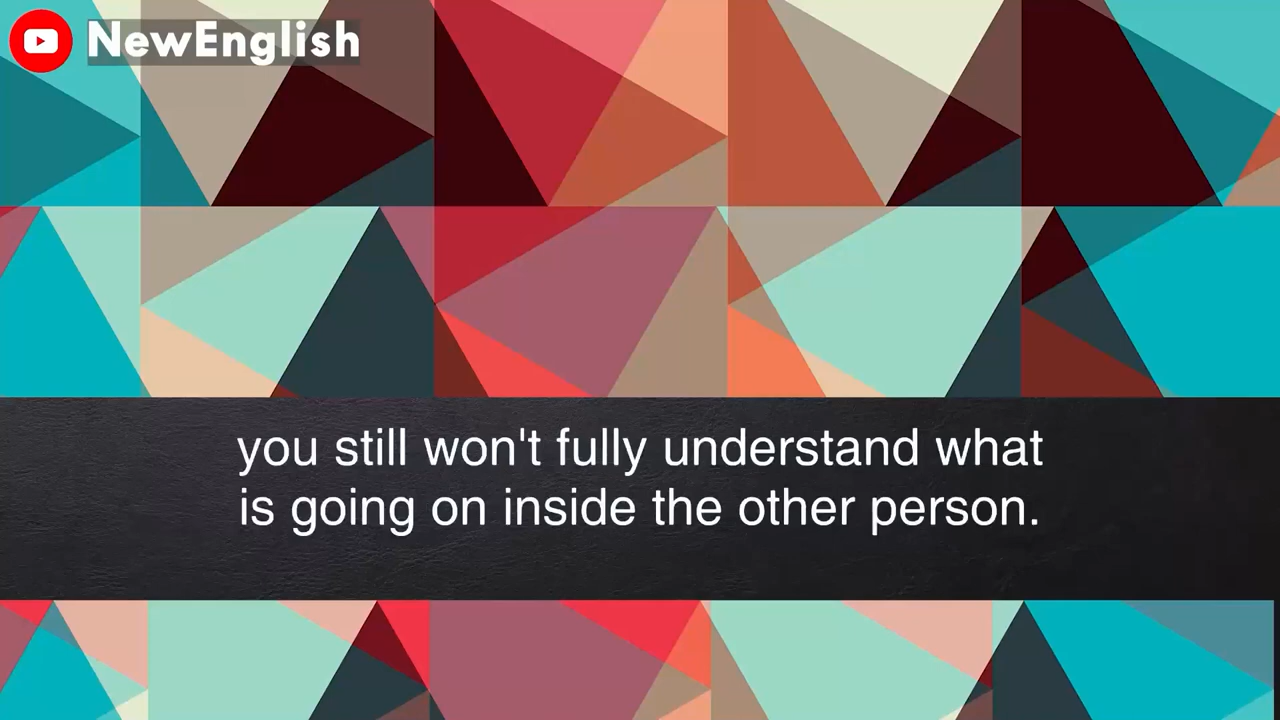 NewEnglish
you still won't fully understand what
is going on inside the other person.